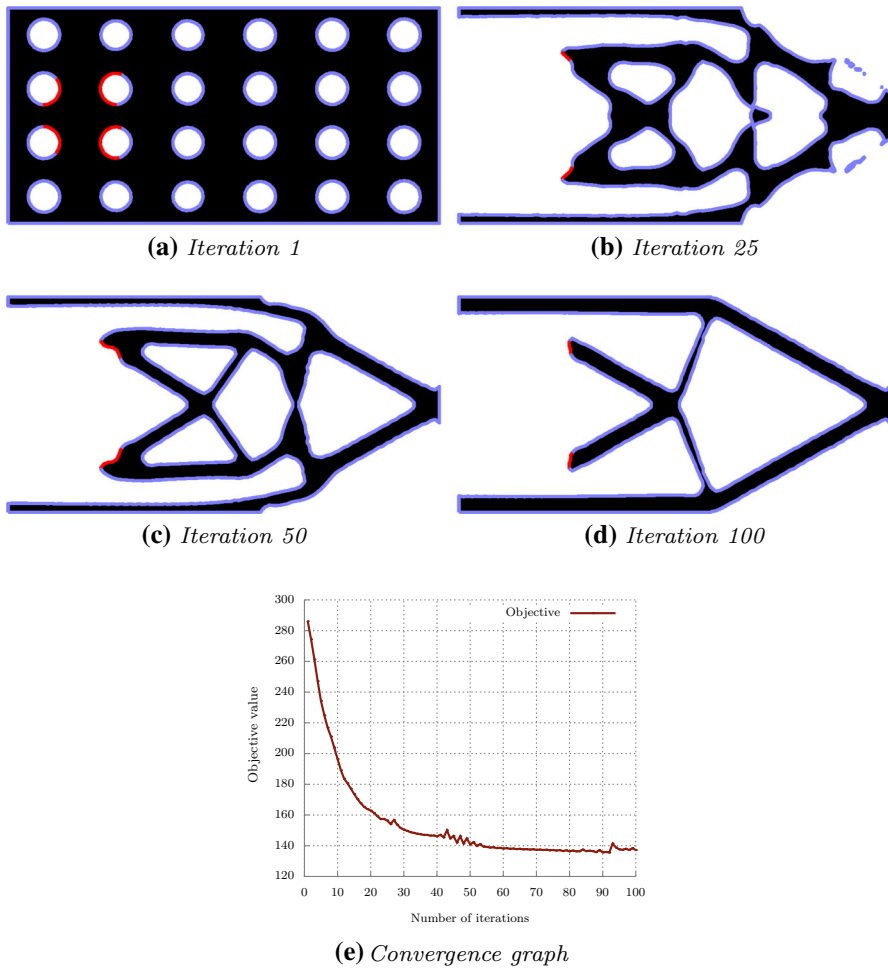 (a) Iteration 1
(b) Iteration 25
(c) Iteration 50
(d) Iteration 100
300
280
260
240
220
200
180
160
140
120
Objective value
Objective
0 10 20 30 40 50 60 70 80 90 100
Number of iterations
(e) Convergence graph